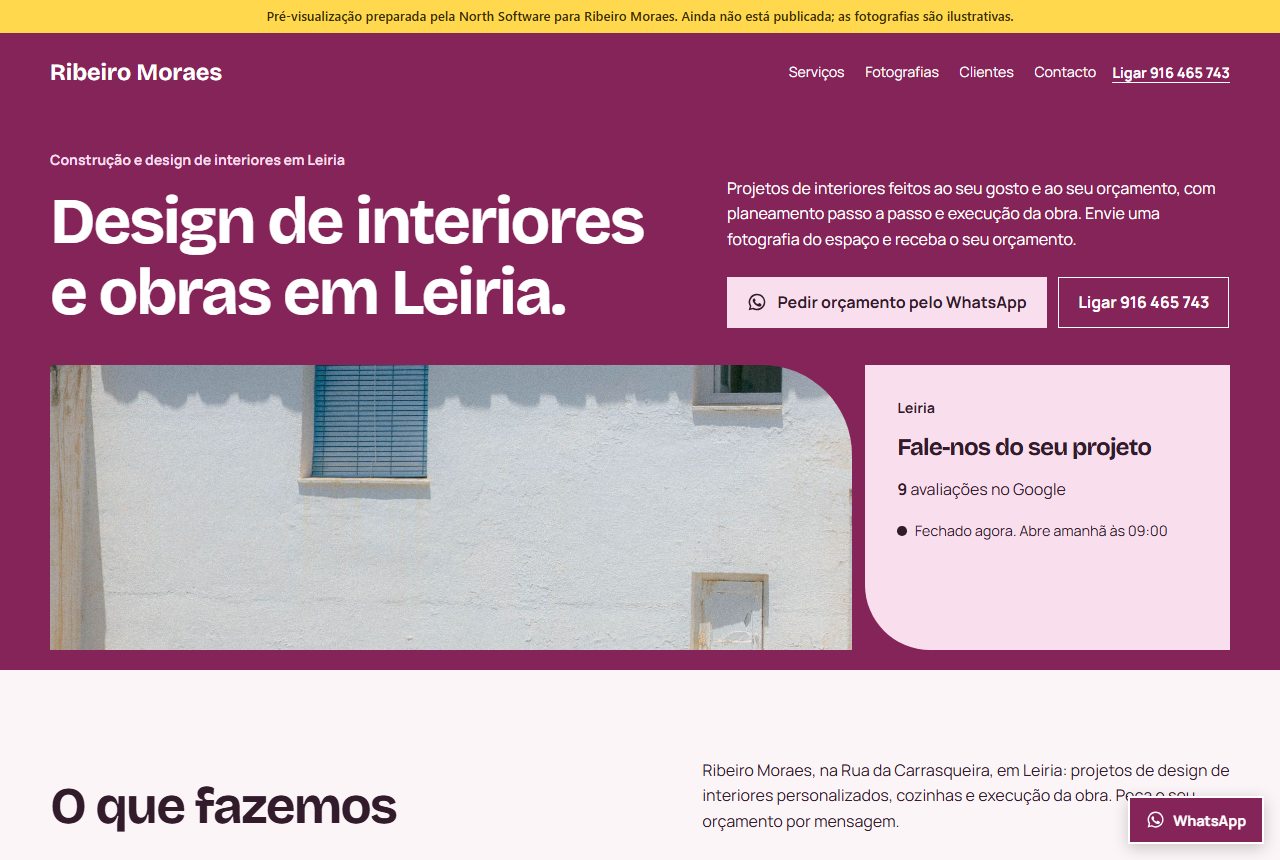 Pré-visualização preparada pela North Software para Ribeiro Moraes. Ainda não está publicada; as fotografias são ilustrativas.
Ribeiro Moraes
Serviços Fotografias Clientes Contacto Ligar 916 465 743
Construção e design de interiores em Leiria
Design de interiores
e obras em Leiria.
Projetos de interiores feitos ao seu gosto e ao seu orçamento, com
planeamento passo a passo e execução da obra. Envie uma
fotografia do espaço e receba o seu orçamento.
Pedir orçamento pelo WhatsApp
Ligar 916 465 743
Leiria
Fale-nos do seu projeto
9 avaliações no Google
Fechado agora. Abre amanhã às 09:00
O que fazemos
Ribeiro Moraes, na Rua da Carrasqueira, em Leiria: projetos de design de
interiores personalizados, cozinhas e execução da obra. Peça o seu
orçamento por mensagem.
WhatsApp